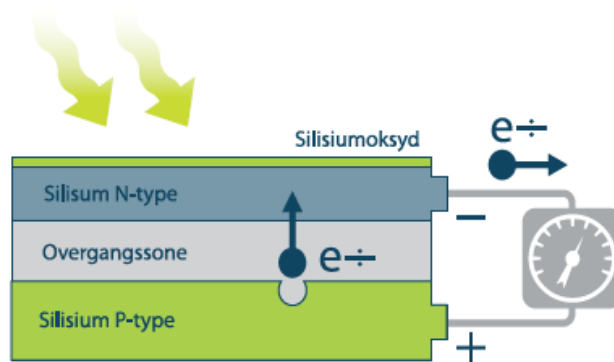 Silisiumoksyd
e÷
Silisum N-type
−
Overgangssone
e÷
Silisium P-type
+